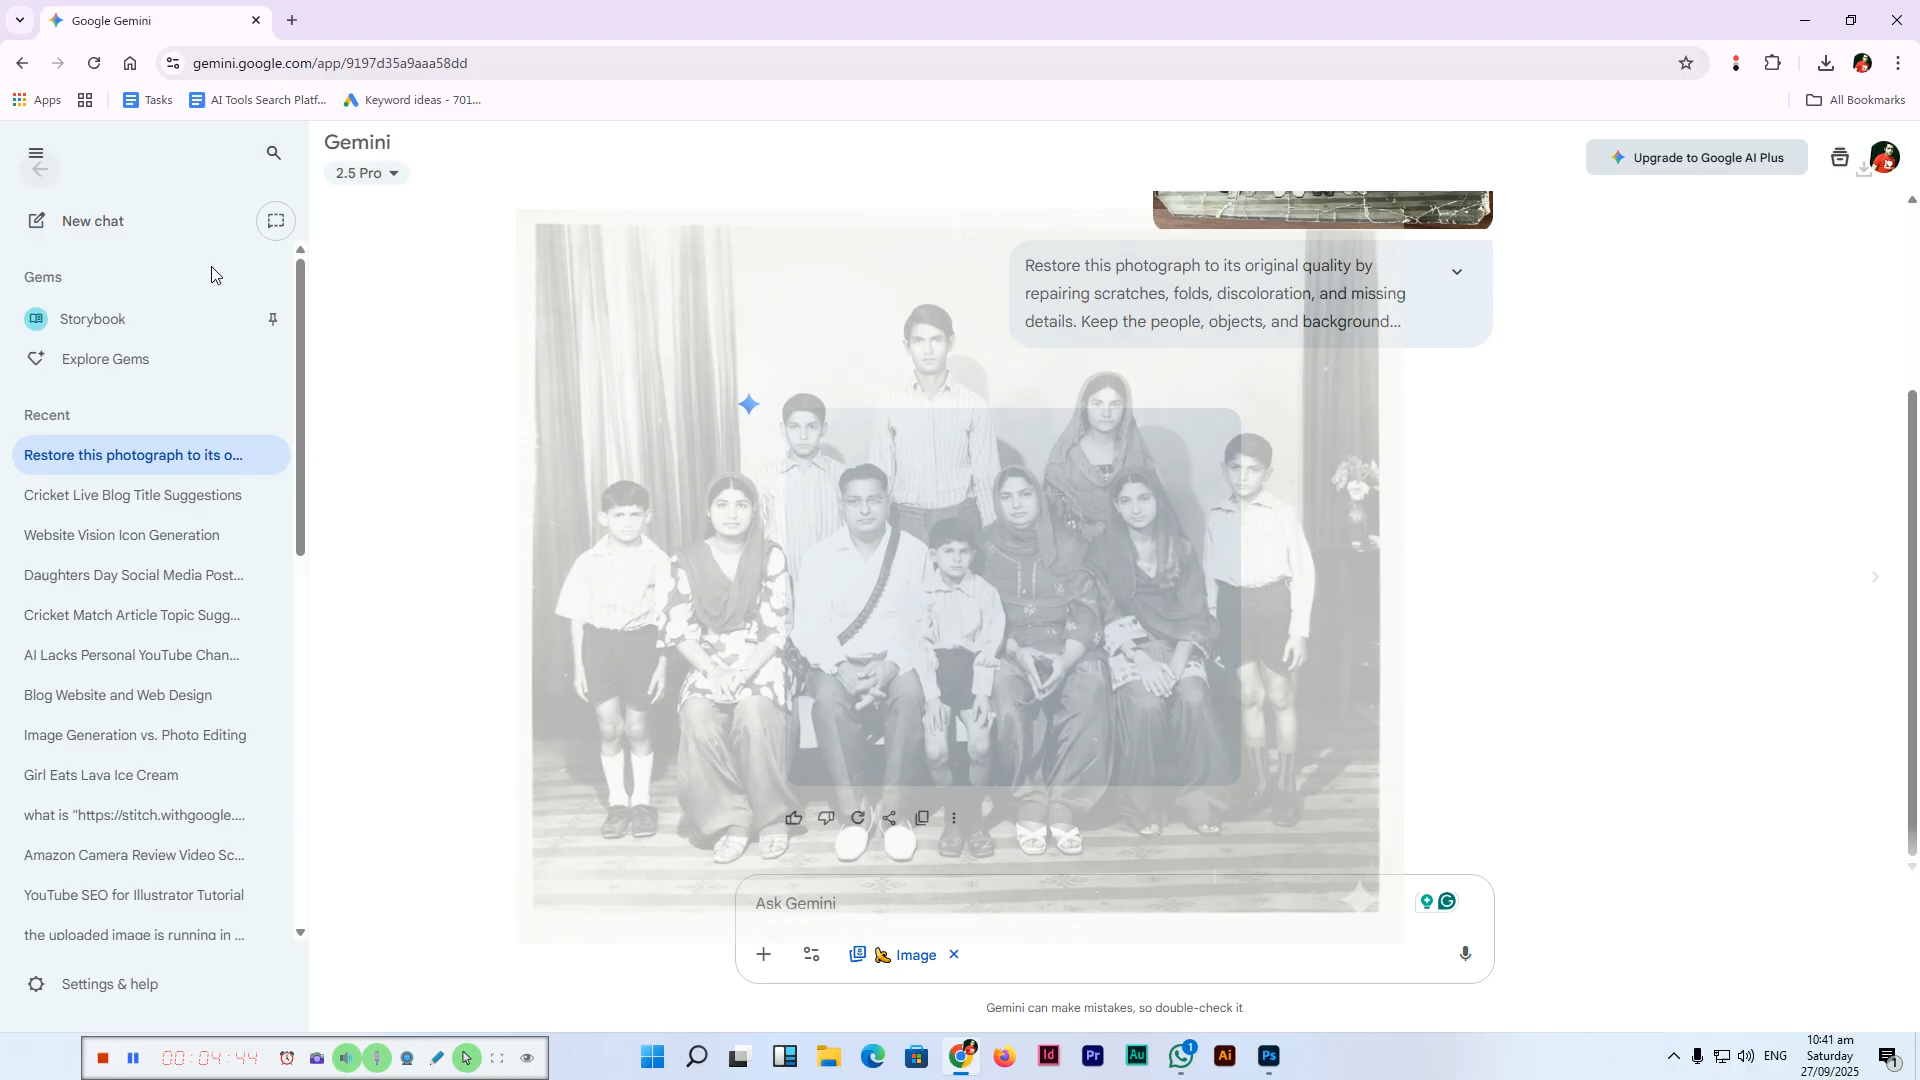 Google Gemini
gemini.google.com/app/9197d35a9aaa58dd
Apps
Tasks
AI Tools Search Platf...
Keyword ideas - 701...
All Bookmarks
Gemini
2.5 Pro
Upgrade to Google AI Plus
New chat
Gems
Storybook
Explore Gems
Recent
Restore this photograph to its o...
Cricket Live Blog Title Suggestions
Website Vision Icon Generation
Daughters Day Social Media Post...
Cricket Match Article Topic Sugg...
AI Lacks Personal YouTube Chan...
Blog Website and Web Design
Image Generation vs. Photo Editing
Girl Eats Lava Ice Cream
what is "https://stitch.withgoogle....
Amazon Camera Review Video Sc...
YouTube SEO for Illustrator Tutorial
the uploaded image is running in ...
Settings & help
Restore this photograph to its original quality by
repairing scratches, folds, discoloration, and missing
details. Keep the people, objects, and background...
Ask Gemini
Image
Gemini can make mistakes, so double-check it
00:04:44
Id
Pr
Au
1
Ai
Ps
ENG
10:41 am
Saturday
27/09/2025
1